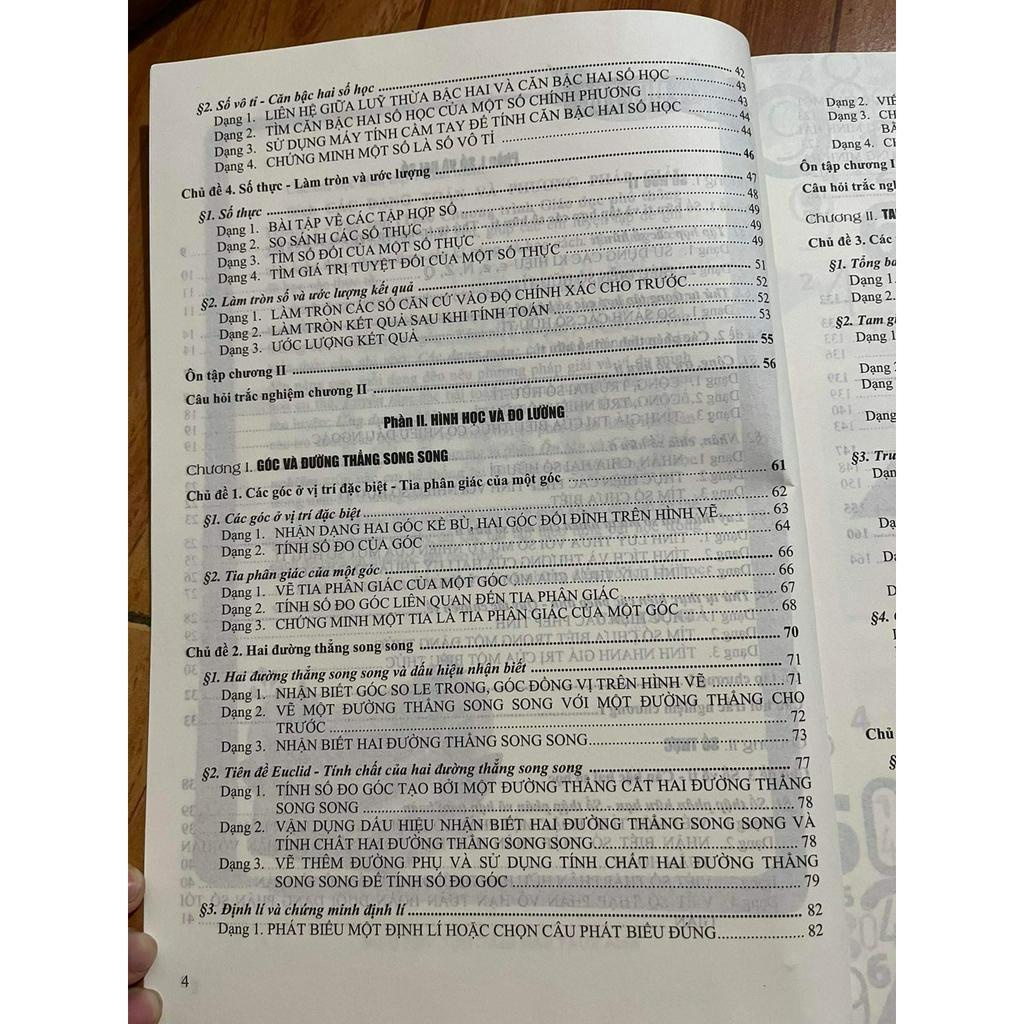 §2. Số vô tỉ - Căn bậc hai số học ........ 42
Dạng 1. LIÊN HỆ GIỮA LUỸ THỪA BẬC HAI VÀ CĂN BẬC HAI SỐ HỌC ........ 43
Dạng 2. TÌM CĂN BẬC HAI SỐ HỌC CỦA MỘT SỐ CHÍNH PHƯƠNG ........ 43
Dạng 3. SỬ DỤNG MÁY TÍNH CẦM TAY ĐỂ TÍNH CĂN BẬC HAI SỐ HỌC ........ 44
Dạng 4. CHỨNG MINH MỘT SỐ LÀ SỐ VÔ TỈ ........ 44
Chủ đề 4. Số thực - Làm tròn và ước lượng ........ 46
§1. Số thực ........ 47
Dạng 1. BÀI TẬP VỀ CÁC TẬP HỢP SỐ ........ 48
Dạng 2. SO SÁNH CÁC SỐ THỰC ........ 49
Dạng 3. TÌM SỐ ĐỐI CỦA MỘT SỐ THỰC ........ 49
Dạng 4. TÌM GIÁ TRỊ TUYỆT ĐỐI CỦA MỘT SỐ THỰC ........ 49
§2. Làm tròn số và ước lượng kết quả ........ 51
Dạng 1. LÀM TRÒN CÁC SỐ CĂN CỨ VÀO ĐỘ CHÍNH XÁC CHO TRƯỚC ........ 52
Dạng 2. LÀM TRÒN KẾT QUẢ SAU KHI TÍNH TOÁN ........ 52
Dạng 3. ƯỚC LƯỢNG KẾT QUẢ ........ 53
Ôn tập chương II ........ 55
Câu hỏi trắc nghiệm chương II ........ 56
Phần II. HÌNH HỌC VÀ ĐO LƯỜNG
Chương I. GÓC VÀ ĐƯỜNG THẲNG SONG SONG
Chủ đề 1. Các góc ở vị trí đặc biệt - Tia phân giác của một góc ........ 61
§1. Các góc ở vị trí đặc biệt ........ 62
Dạng 1. NHẬN DẠNG HAI GÓC KỀ BÙ, HAI GÓC ĐỐI ĐỈNH TRÊN HÌNH VẼ ........ 63
Dạng 2. TÍNH SỐ ĐO CỦA GÓC ........ 64
§2. Tia phân giác của một góc ........ 66
Dạng 1. VẼ TIA PHÂN GIÁC CỦA MỘT GÓC ........ 66
Dạng 2. TÍNH SỐ ĐO GÓC LIÊN QUAN ĐẾN TIA PHÂN GIÁC ........ 67
Dạng 3. CHỨNG MINH MỘT TIA LÀ TIA PHÂN GIÁC CỦA MỘT GÓC ........ 68
Chủ đề 2. Hai đường thẳng song song ........ 70
§1. Hai đường thẳng song song và dấu hiệu nhận biết ........ 71
Dạng 1. NHẬN BIẾT GÓC SO LE TRONG, GÓC ĐỒNG VỊ TRÊN HÌNH VẼ ........ 71
Dạng 2. VẼ MỘT ĐƯỜNG THẲNG SONG SONG VỚI MỘT ĐƯỜNG THẲNG CHO
TRƯỚC ........ 72
Dạng 3. NHẬN BIẾT HAI ĐƯỜNG THẲNG SONG SONG ........ 73
§2. Tiên đề Euclid - Tính chất của hai đường thẳng song song ........ 77
Dạng 1. TÍNH SỐ ĐO GÓC TẠO BỞI MỘT ĐƯỜNG THẲNG CẮT HAI ĐƯỜNG THẲNG
SONG SONG ........ 78
Dạng 2. VẬN DỤNG DẤU HIỆU NHẬN BIẾT HAI ĐƯỜNG THẲNG SONG SONG VÀ
TÍNH CHẤT HAI ĐƯỜNG THẲNG SONG SONG ........ 78
Dạng 3. VẼ THÊM ĐƯỜNG PHỤ VÀ SỬ DỤNG TÍNH CHẤT HAI ĐƯỜNG THẲNG
SONG SONG ĐỂ TÍNH SỐ ĐO GÓC ........ 79
§3. Định lí và chứng minh định lí ........ 82
Dạng 1. PHÁT BIỂU MỘT ĐỊNH LÍ HOẶC CHỌN CÂU PHÁT BIỂU ĐÚNG ........ 82
4
Dạng 2.
Dạng 3.
Dạng 4.
Ôn tập chương I
Câu hỏi trắc
Chương II.
Chủ đề 3. Các
§1. Tổng
Dạng 1.
Dạng 2.
§2. Tam
Dạng 1
Dạng
Dạng
Dạng
§3.
Dạng
§4.
Chủ